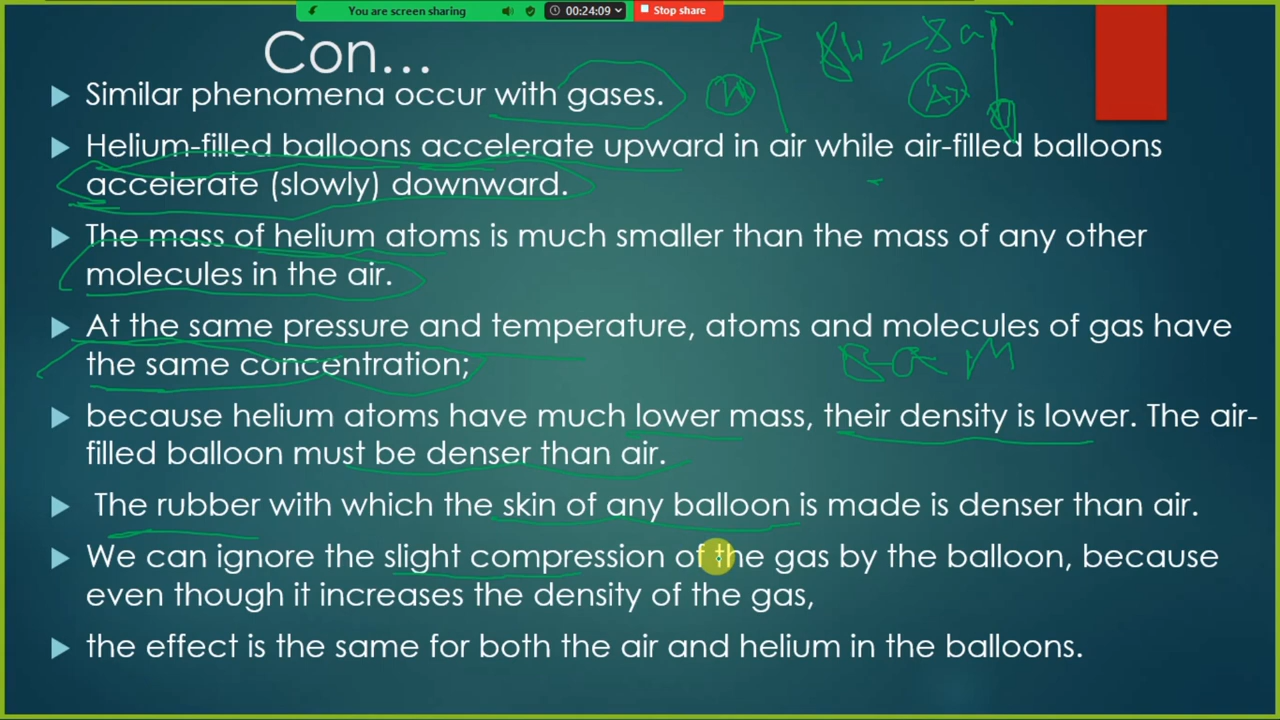 You are screen sharing 00:24:09 Stop share
Con...
Similar phenomena occur with gases.
Helium-filled balloons accelerate upward in air while air-filled balloons
accelerate (slowly) downward.
The mass of helium atoms is much smaller than the mass of any other
molecules in the air.
At the same pressure and temperature, atoms and molecules of gas have
the same concentration;
because helium atoms have much lower mass, their density is lower. The air-
filled balloon must be denser than air.
The rubber with which the skin of any balloon is made is denser than air.
We can ignore the slight compression of the gas by the balloon, because
even though it increases the density of the gas,
the effect is the same for both the air and helium in the balloons.